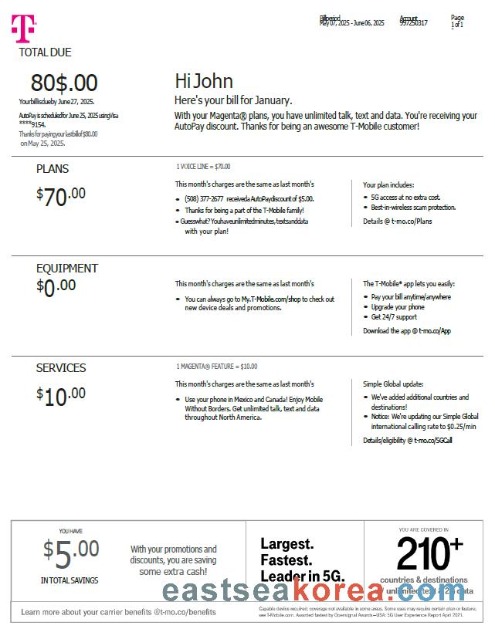 T
Bill period
May 07, 2025 - June 06, 2025
Account
997250317
Page
1 of 1
TOTAL DUE
80$.00
Your bill is due by June 27, 2025.
AutoPay is scheduled for June 25, 2025 using Visa
****9154.
Thanks for paying your last bill of $80.00
on May 25, 2025.
Hi John
Here's your bill for January.
With your Magenta® plans, you have unlimited talk, text and data. You're receiving your
AutoPay discount. Thanks for being an awesome T-Mobile customer!
PLANS
$70.00
1 VOICE LINE = $70.00
This month's charges are the same as last month's
• (508) 377-2677 received a AutoPay discount of $5.00.
• Thanks for being a part of the T-Mobile family!
• Guess what? You have unlimited minutes, texts and data
with your plan!
Your plan includes:
• 5G access at no extra cost.
• Best-in-wireless scam protection.
Details @ t-mo.co/Plans
EQUIPMENT
$0.00
This month's charges are the same as last month's
• You can always go to My.T-Mobile.com/shop to check out
new device deals and promotions.
The T-Mobile® app lets you easily:
• Pay your bill anytime/anywhere
• Upgrade your phone
• Get 24/7 support
Download the app @ t-mo.co/App
SERVICES
$10.00
1 MAGENTA® FEATURE = $10.00
This month's charges are the same as last month's
• Use your phone in Mexico and Canada! Enjoy Mobile
Without Borders. Get unlimited talk, text and data
throughout North America.
Simple Global update:
• We've added additional countries and
destinations!
• Notice: We're updating our Simple Global
international calling rate to $0.25/min
Details/eligibility @ t-mo.co/SGCall
YOU HAVE
$5.00
IN TOTAL SAVINGS
With your promotions and
discounts, you are saving
some extra cash!
Largest.
Fastest.
Leader in 5G.
YOU ARE COVERED IN
210+
countries & destinations
unlimited data
eastseakorea.com
Learn more about your carrier benefits @t-mo.co/benefits
Capable device required; coverage not available in some areas. Some uses may require certain plan or feature;
see T-Mobile.com. Awarded by Opensignal Awards—USA: 5G User Experience Report April 2021.